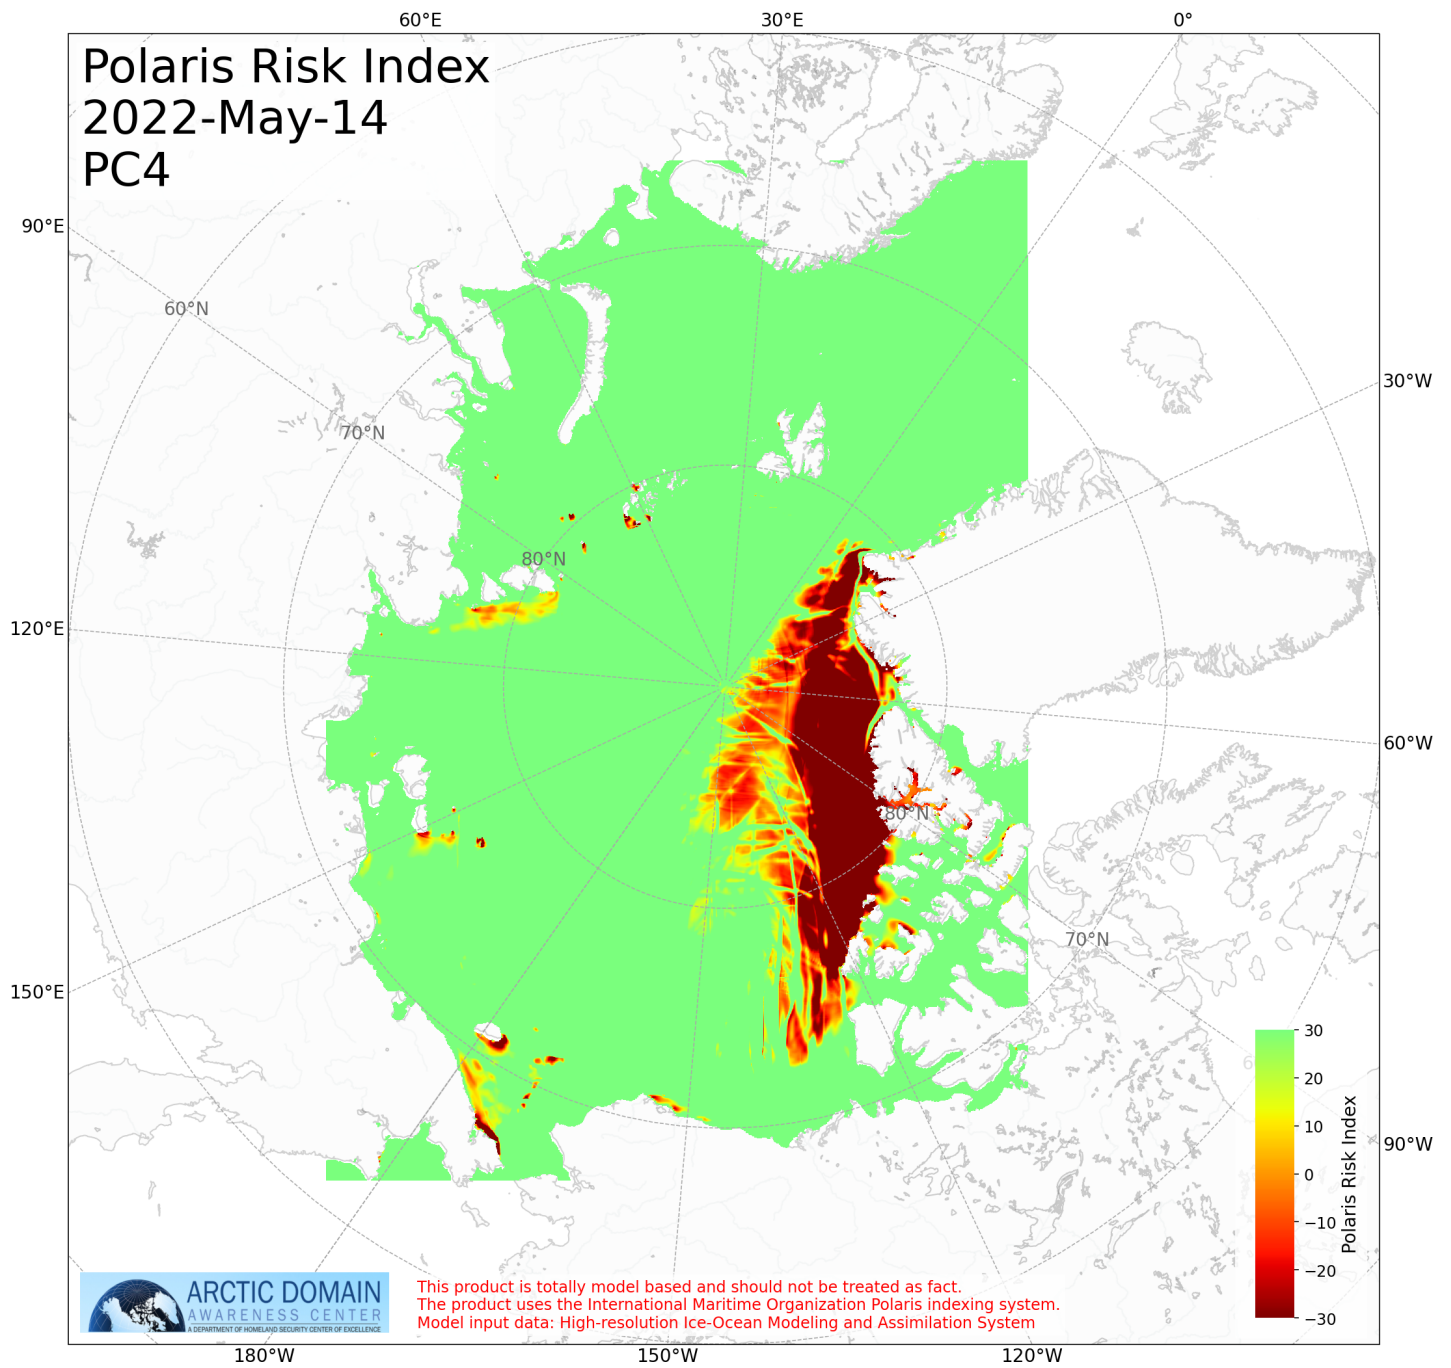 60°E
30°E
0°
Polaris Risk Index
2022-May-14
PC4
90°E
60°N
30°W
70°N
80°N
120°E
60°W
80°N
70°N
150°E
30
20
10
0
−10
−20
−30
Polaris Risk Index
90°W
ARCTIC DOMAIN
AWARENESS CENTER
A DEPARTMENT OF HOMELAND SECURITY CENTER OF EXCELLENCE
This product is totally model based and should not be treated as fact.
The product uses the International Maritime Organization Polaris indexing system.
Model input data: High-resolution Ice-Ocean Modeling and Assimilation System
180°W
150°W
120°W